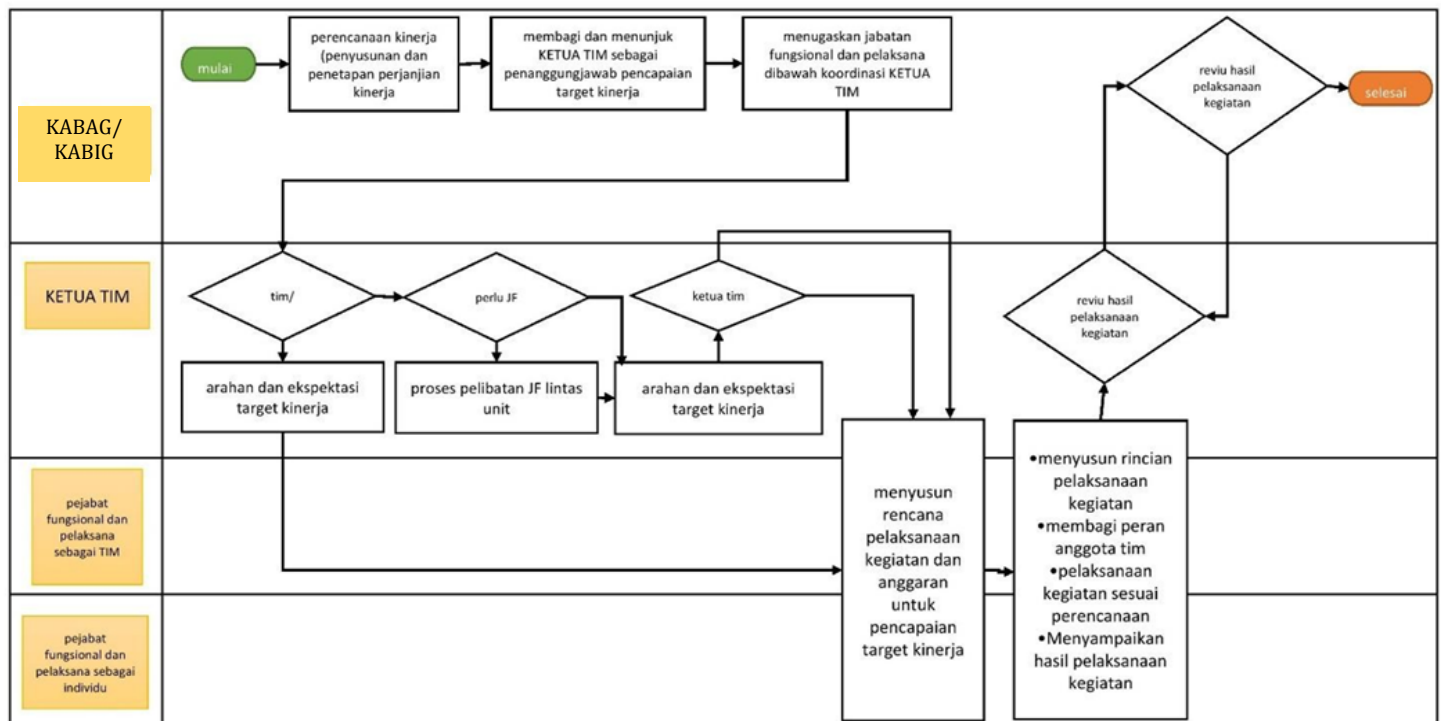 KABAG/
KABIG
mulai
perencanaan kinerja
(penyusunan dan
penetapan perjanjian
kinerja
membagi dan menunjuk
KETUA TIM sebagai
penanggungjawab pencapaian
target kinerja
menugaskan jabatan
fungsional dan pelaksana
dibawah koordinasi KETUA
TIM
reviu hasil
pelaksanaan
kegiatan
selesai
KETUA TIM
tim/
perlu JF
ketua tim
reviu hasil
pelaksanaan
kegiatan
arahan dan ekspektasi
target kinerja
proses pelibatan JF lintas
unit
arahan dan ekspektasi
target kinerja
pejabat
fungsional dan
pelaksana
sebagai TIM
menyusun
rencana
pelaksanaan
kegiatan dan
anggaran
untuk
pencapaian
target kinerja
•menyusun rincian
pelaksanaan
kegiatan
•membagi peran
anggota tim
•pelaksanaan
kegiatan sesuai
perencanaan
•Menyampaikan
hasil pelaksanaan
kegiatan
pejabat
fungsional dan
pelaksana sebagai
individu